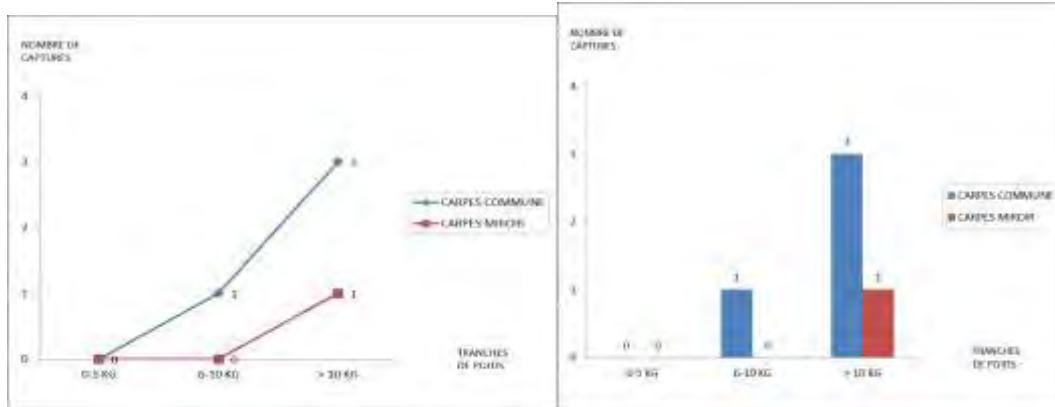 NOMBRE DE
CAPTURES
4
3
2
1
0
3
1
1
0
0
0-5 KG
6-10 KG
> 10 KG
TRANCHES
DE POIDS
CARPES COMMUNE
CARPES MIROIR
NOMBRE DE
CAPTURES
4
3
2
1
0
0
0
1
0
3
1
0-5 KG
6-10 KG
> 10 KG
TRANCHES
DE POIDS
CARPES COMMUNE
CARPES MIROIR